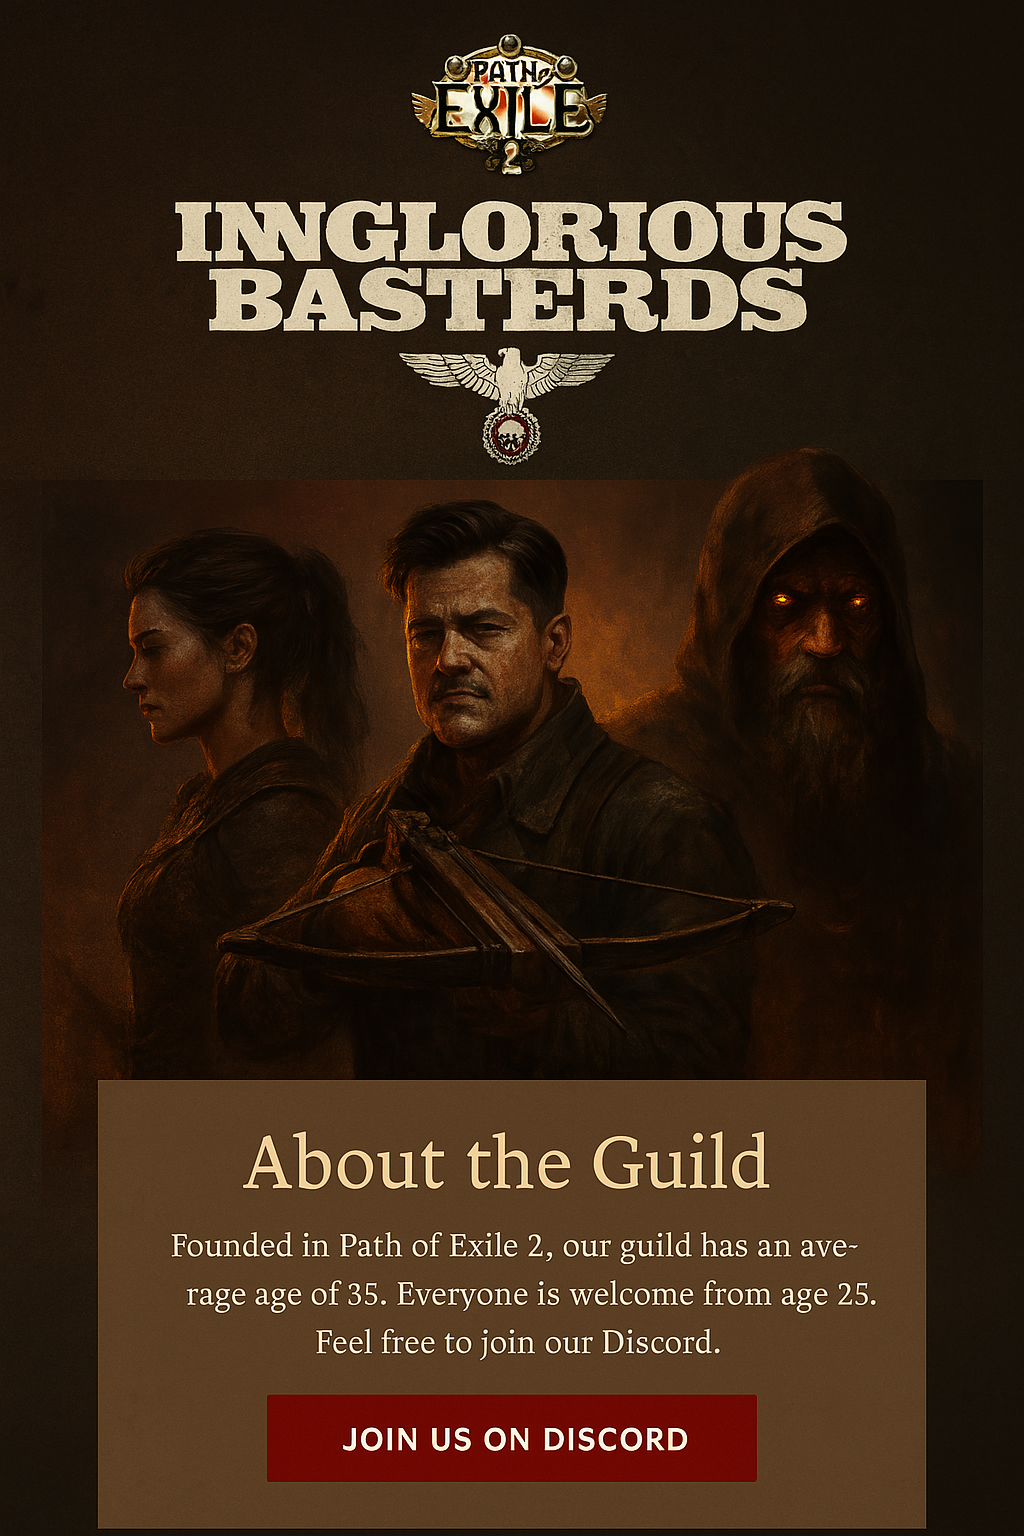 PATH of
EXILE
2
INNGLORIOUS
BASTERDS
About the Guild
Founded in Path of Exile 2, our guild has an ave-
rage age of 35. Everyone is welcome from age 25.
Feel free to join our Discord.
JOIN US ON DISCORD